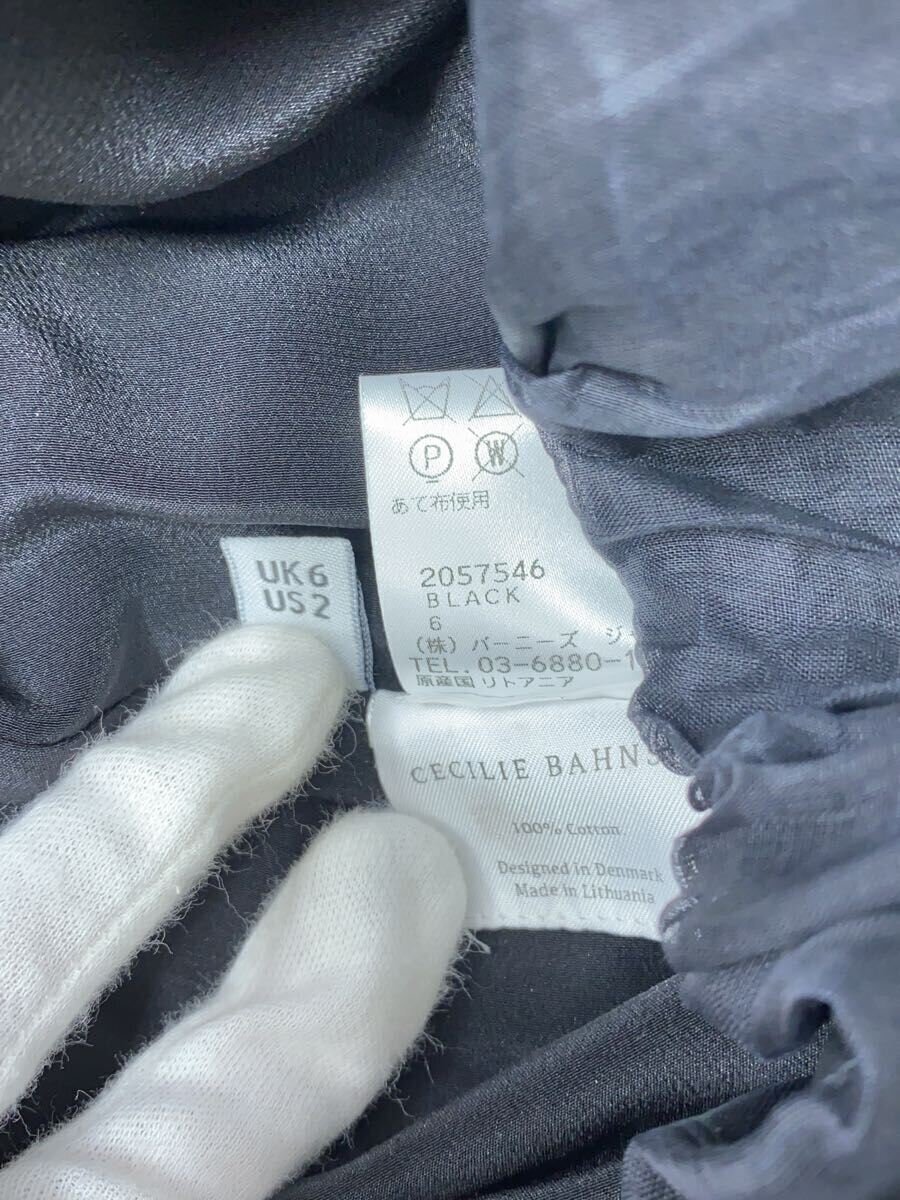 P W
あて布使用
UK6
US2
2057546
BLACK
6
(株) バーニーズ
TEL. 03-6880-1
原産国 リトアニア
CECILIE BAHNS
100% Cotton
Designed in Denmark
Made in Lithuania